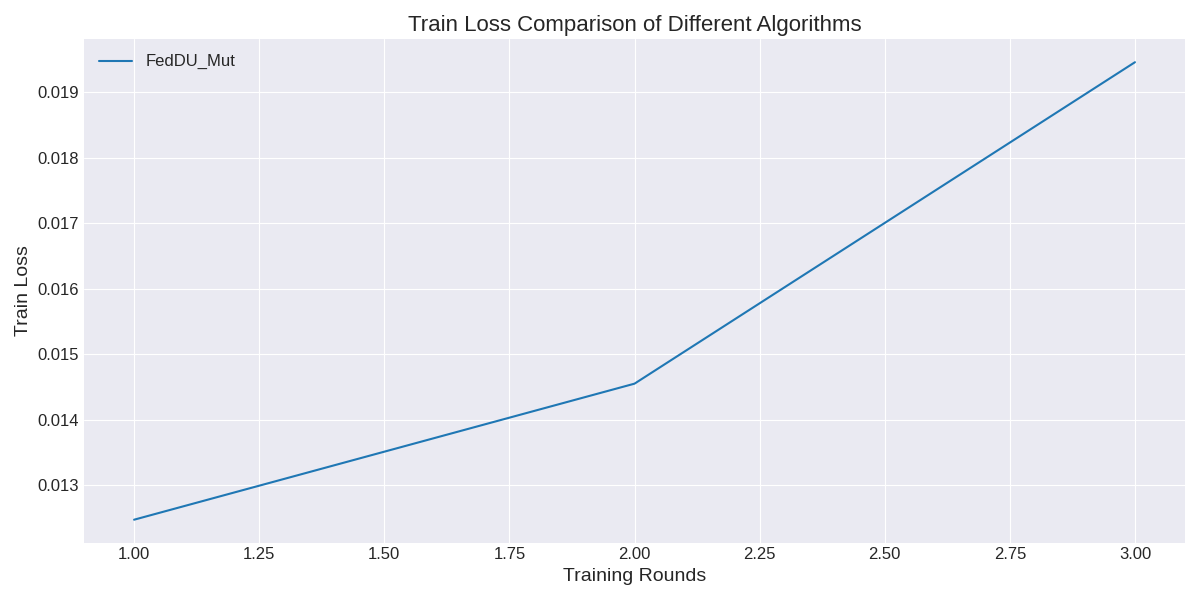 Train Loss Comparison of Different Algorithms
FedDU_Mut
0.019
0.018
0.017
0.016
0.015
0.014
0.013
Train Loss
1.00 1.25 1.50 1.75 2.00 2.25 2.50 2.75 3.00
Training Rounds